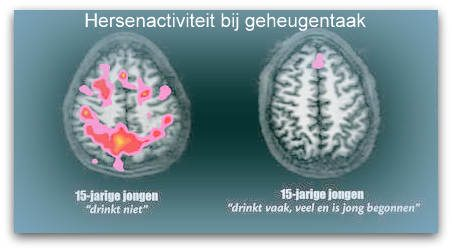 Hersenactiviteit bij geheugentaak
15-jarige jongen
"drinkt niet"
15-jarige jongen
"drinkt vaak, veel en is jong begonnen"